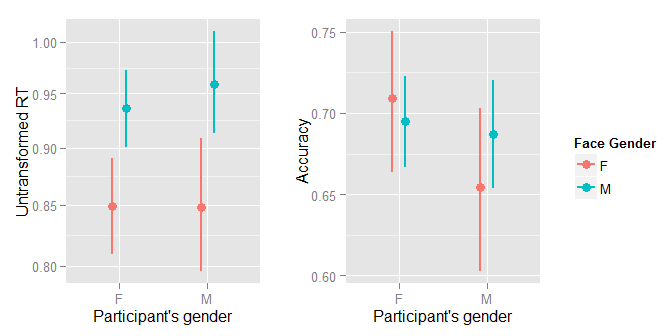 1.00
0.95
0.90
0.85
0.80
Untransformed RT
F
M
Participant's gender
0.75
0.70
0.65
0.60
Accuracy
F
M
Participant's gender
Face Gender
F
M